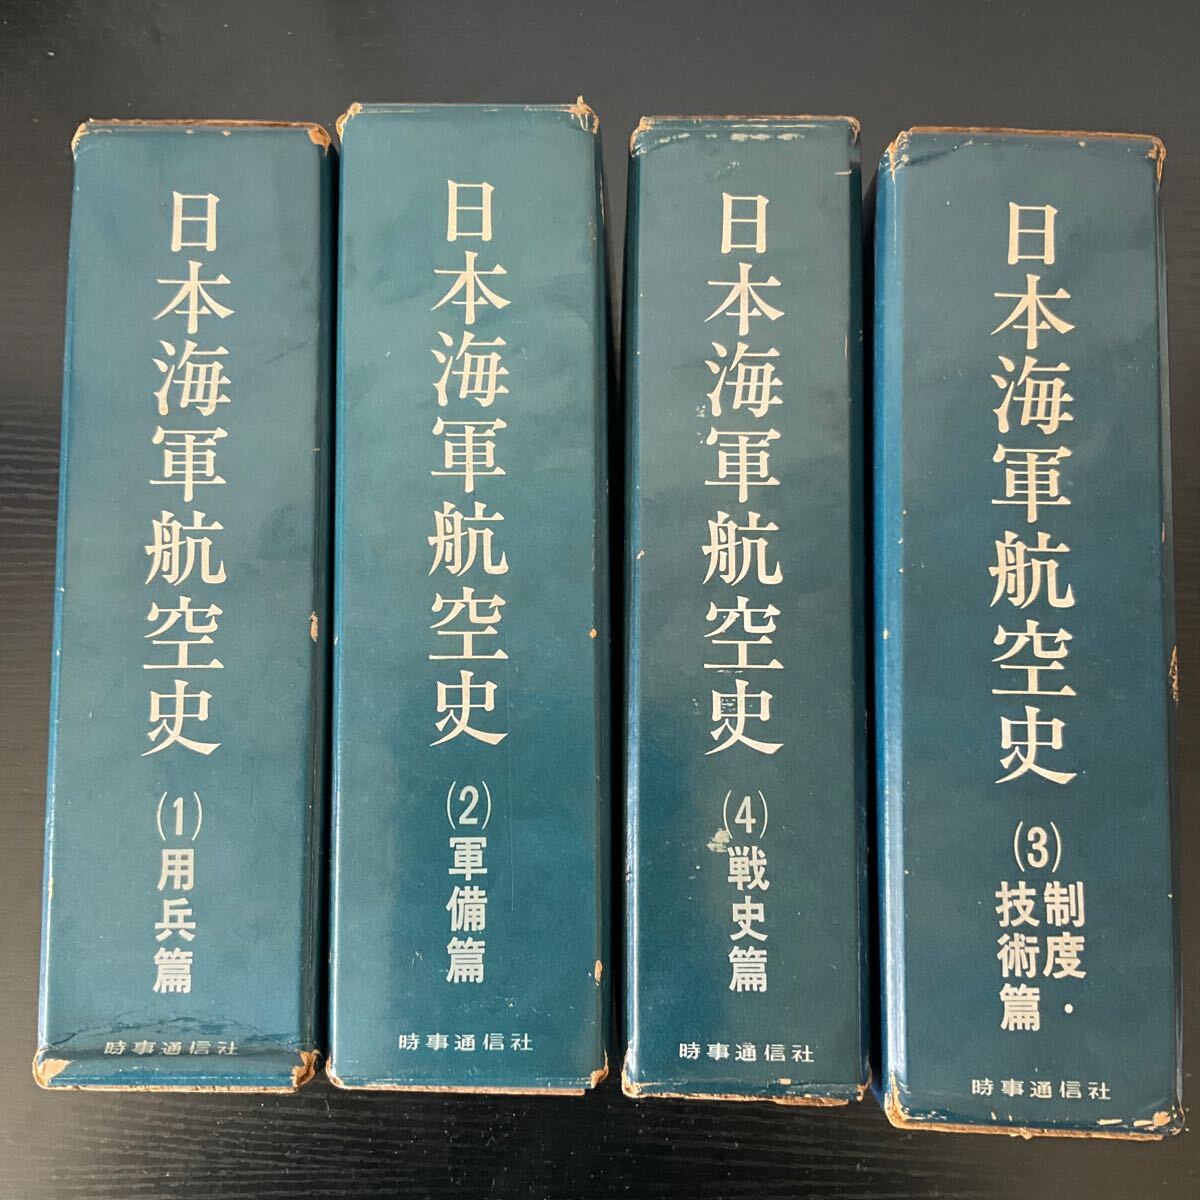 日本海軍航空史
(1)用兵篇
時事通信社
日本海軍航空史
(2)軍備篇
時事通信社
日本海軍航空史
(4)戦史篇
時事通信社
日本海軍航空史
(3)制度・
技術篇
時事通信社